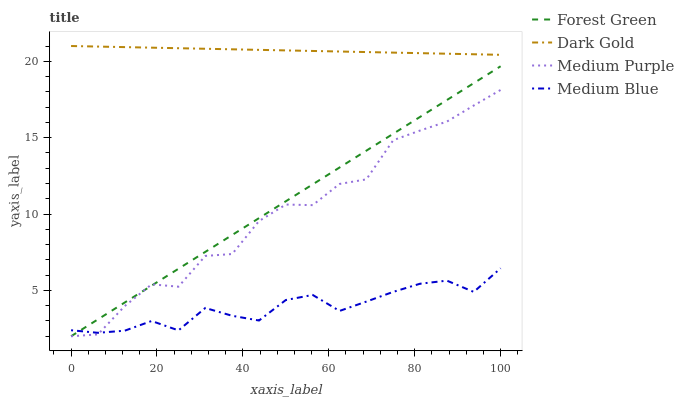 title
Forest Green
Dark Gold
Medium Purple
Medium Blue
yaxis_label
20
15
10
5
0 20 40 60 80 100
xaxis_label